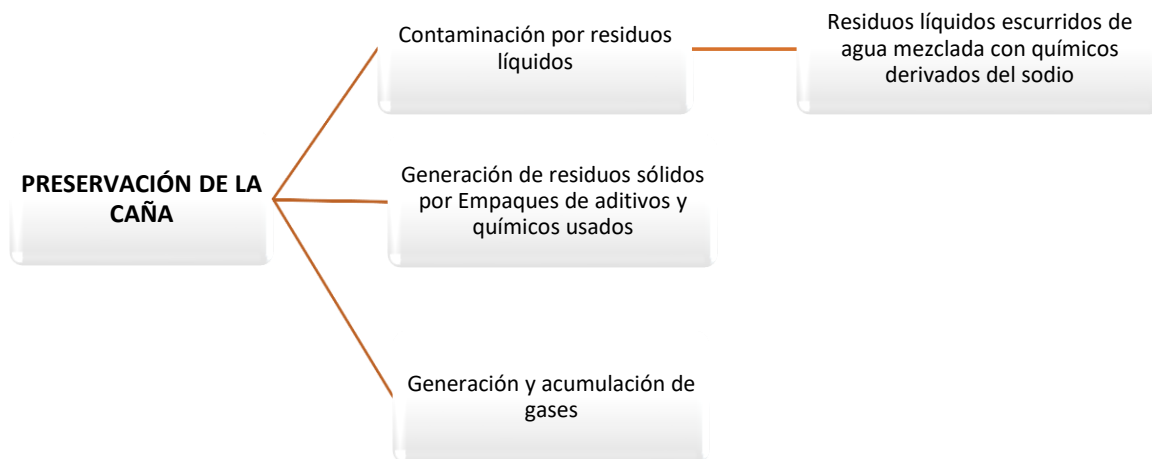 PRESERVACIÓN DE LA
CAÑA
Contaminación por residuos
líquidos
Residuos líquidos escurridos de
agua mezclada con químicos
derivados del sodio
Generación de residuos sólidos
por Empaques de aditivos y
químicos usados
Generación y acumulación de
gases